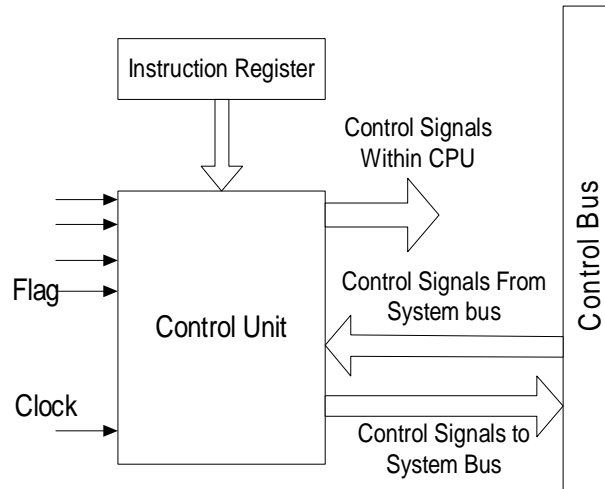 Instruction Register
Control Signals
Within CPU
Control Bus
Control Signals From
System bus
Flag
Control Unit
Clock
Control Signals to
System Bus